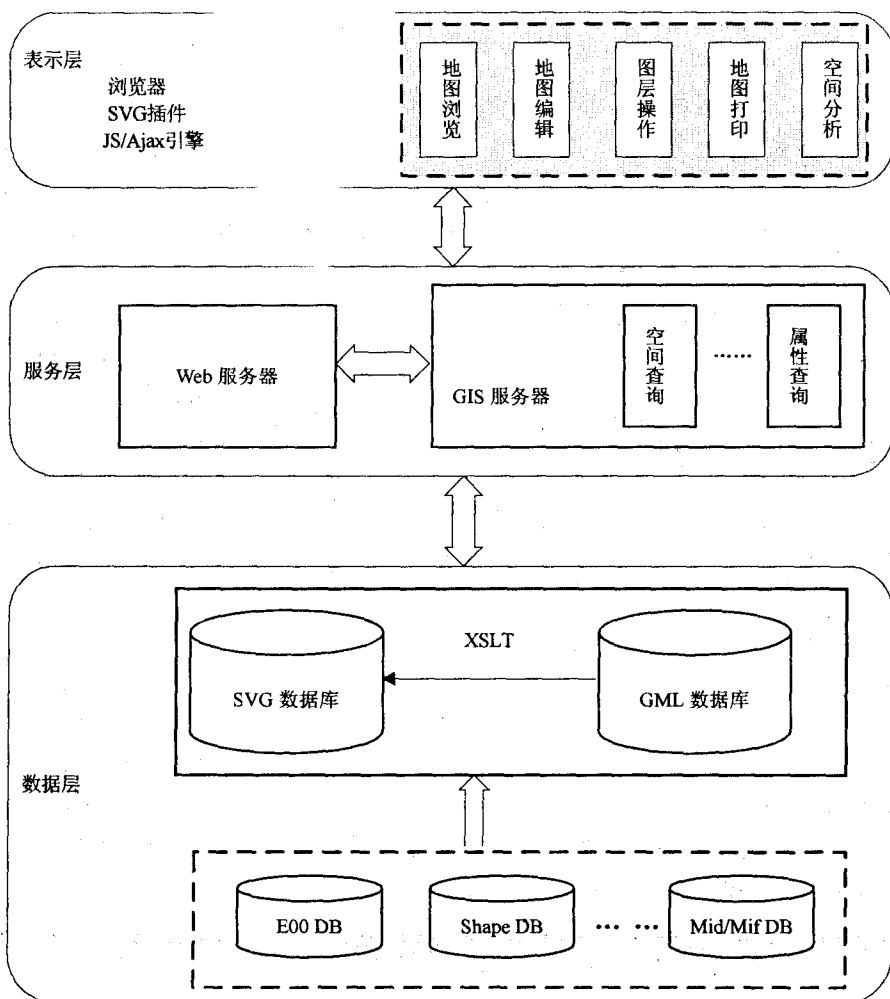 表示层
浏览器
SVG插件
JS/Ajax引擎
地图浏览
地图编辑
图层操作
地图打印
空间分析
服务层
Web 服务器
GIS 服务器
空间查询
……
属性查询
数据层
SVG 数据库
XSLT
GML 数据库
E00 DB
Shape DB
… …
Mid/Mif DB